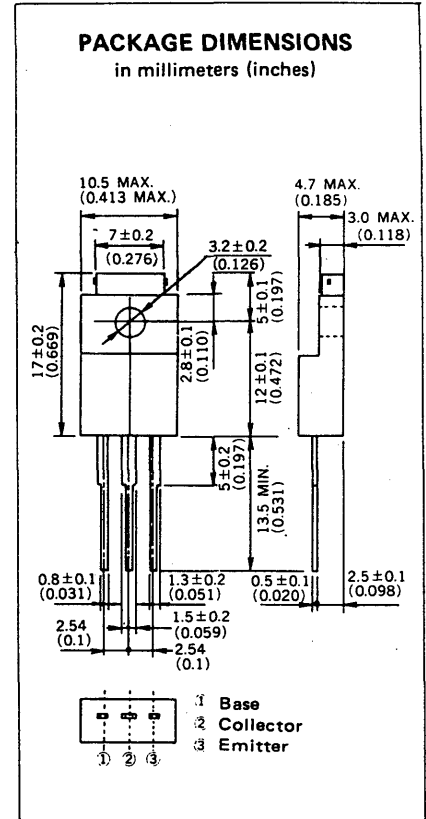 PACKAGE DIMENSIONS
in millimeters (inches)
10.5 MAX.
(0.413 MAX.)
4.7 MAX.
(0.185)
3.0 MAX.
(0.118)
7±0.2
(0.276)
3.2±0.2
(0.126)
5±0.1
(0.197)
17±0.2
(0.669)
2.8±0.1
(0.110)
12±0.1
(0.472)
5±0.2
(0.197)
13.5 MIN.
(0.531)
0.8±0.1
(0.031)
1.3±0.2
(0.051)
0.5±0.1
(0.020)
2.5±0.1
(0.098)
1.5±0.2
(0.059)
2.54
(0.1)
2.54
(0.1)
① Base
② Collector
③ Emitter
① ② ③